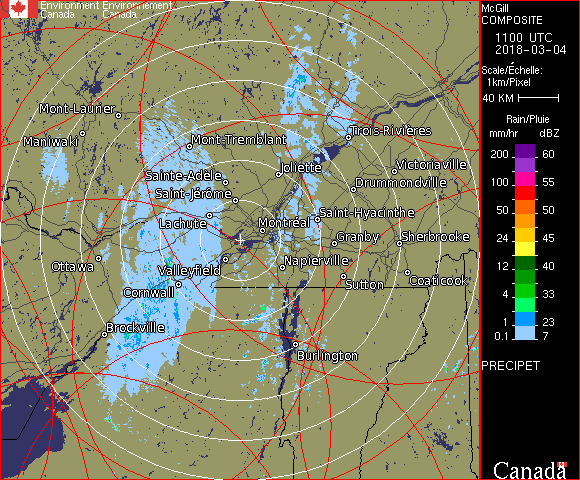 Environment Environnement
Canada Canada
McGill
COMPOSITE
1100 UTC
2018-03-04
Scale/Échelle:
1km/Pixel
40 KM
Rain/Pluie
mm/hr dBZ
200 60
100 55
50 50
24 45
12 40
4 33
1 23
0.1 7
PRECIPET
Canada
Mont-Laurier
Maniwaki
Mont-Tremblant
Trois-Rivières
Joliette
Victoriaville
Sainte-Adèle
Drummondville
Saint-Jérôme
Lachute
Montréal
Saint-Hyacinthe
Granby
Sherbrooke
Ottawa
Valleyfield
Napierville
Cornwall
Sutton
Coaticook
Brockville
Burlington